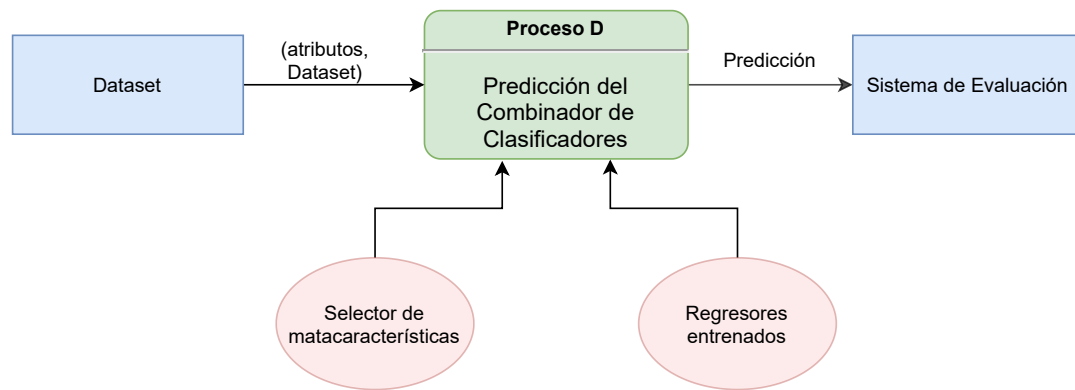 Dataset
(atributos,
Dataset)
Proceso D
Predicción del
Combinador de
Clasificadores
Predicción
Sistema de Evaluación
Selector de
matacaracterísticas
Regresores
entrenados